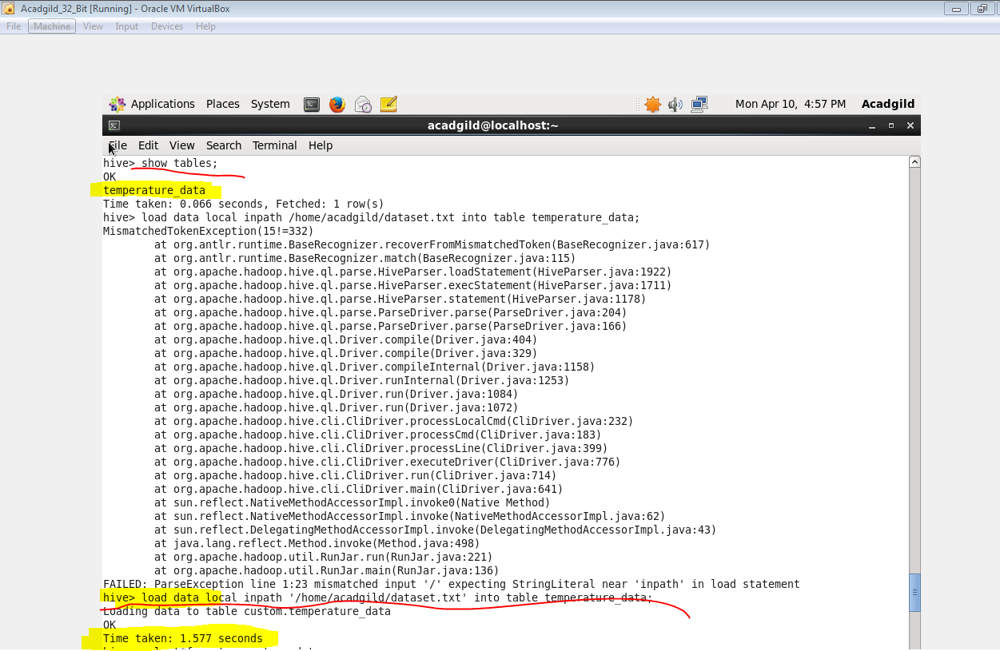 Acadgild_32_Bit [Running] - Oracle VM VirtualBox
File Machine View Input Devices Help
Applications Places System Mon Apr 10, 4:57 PM Acadgild
acadgild@localhost:~
File Edit View Search Terminal Help
hive> show tables;
OK
temperature_data
Time taken: 0.066 seconds, Fetched: 1 row(s)
hive> load data local inpath /home/acadgild/dataset.txt into table temperature_data;
MismatchedTokenException(15!=332)
at org.antlr.runtime.BaseRecognizer.recoverFromMismatchedToken(BaseRecognizer.java:617)
at org.antlr.runtime.BaseRecognizer.match(BaseRecognizer.java:115)
at org.apache.hadoop.hive.ql.parse.HiveParser.loadStatement(HiveParser.java:1922)
at org.apache.hadoop.hive.ql.parse.HiveParser.execStatement(HiveParser.java:1711)
at org.apache.hadoop.hive.ql.parse.HiveParser.statement(HiveParser.java:1178)
at org.apache.hadoop.hive.ql.parse.ParseDriver.parse(ParseDriver.java:204)
at org.apache.hadoop.hive.ql.parse.ParseDriver.parse(ParseDriver.java:166)
at org.apache.hadoop.hive.ql.Driver.compile(Driver.java:404)
at org.apache.hadoop.hive.ql.Driver.compile(Driver.java:329)
at org.apache.hadoop.hive.ql.Driver.compileInternal(Driver.java:1158)
at org.apache.hadoop.hive.ql.Driver.runInternal(Driver.java:1253)
at org.apache.hadoop.hive.ql.Driver.run(Driver.java:1084)
at org.apache.hadoop.hive.ql.Driver.run(Driver.java:1072)
at org.apache.hadoop.hive.cli.CliDriver.processLocalCmd(CliDriver.java:232)
at org.apache.hadoop.hive.cli.CliDriver.processCmd(CliDriver.java:183)
at org.apache.hadoop.hive.cli.CliDriver.processLine(CliDriver.java:399)
at org.apache.hadoop.hive.cli.CliDriver.executeDriver(CliDriver.java:776)
at org.apache.hadoop.hive.cli.CliDriver.run(CliDriver.java:714)
at org.apache.hadoop.hive.cli.CliDriver.main(CliDriver.java:641)
at sun.reflect.NativeMethodAccessorImpl.invoke0(Native Method)
at sun.reflect.NativeMethodAccessorImpl.invoke(NativeMethodAccessorImpl.java:62)
at sun.reflect.DelegatingMethodAccessorImpl.invoke(DelegatingMethodAccessorImpl.java:43)
at java.lang.reflect.Method.invoke(Method.java:498)
at org.apache.hadoop.util.RunJar.run(RunJar.java:221)
at org.apache.hadoop.util.RunJar.main(RunJar.java:136)
FAILED: ParseException line 1:23 mismatched input '/' expecting StringLiteral near 'inpath' in load statement
hive> load data local inpath '/home/acadgild/dataset.txt' into table temperature_data;
Loading data to table custom.temperature_data
OK
Time taken: 1.577 seconds